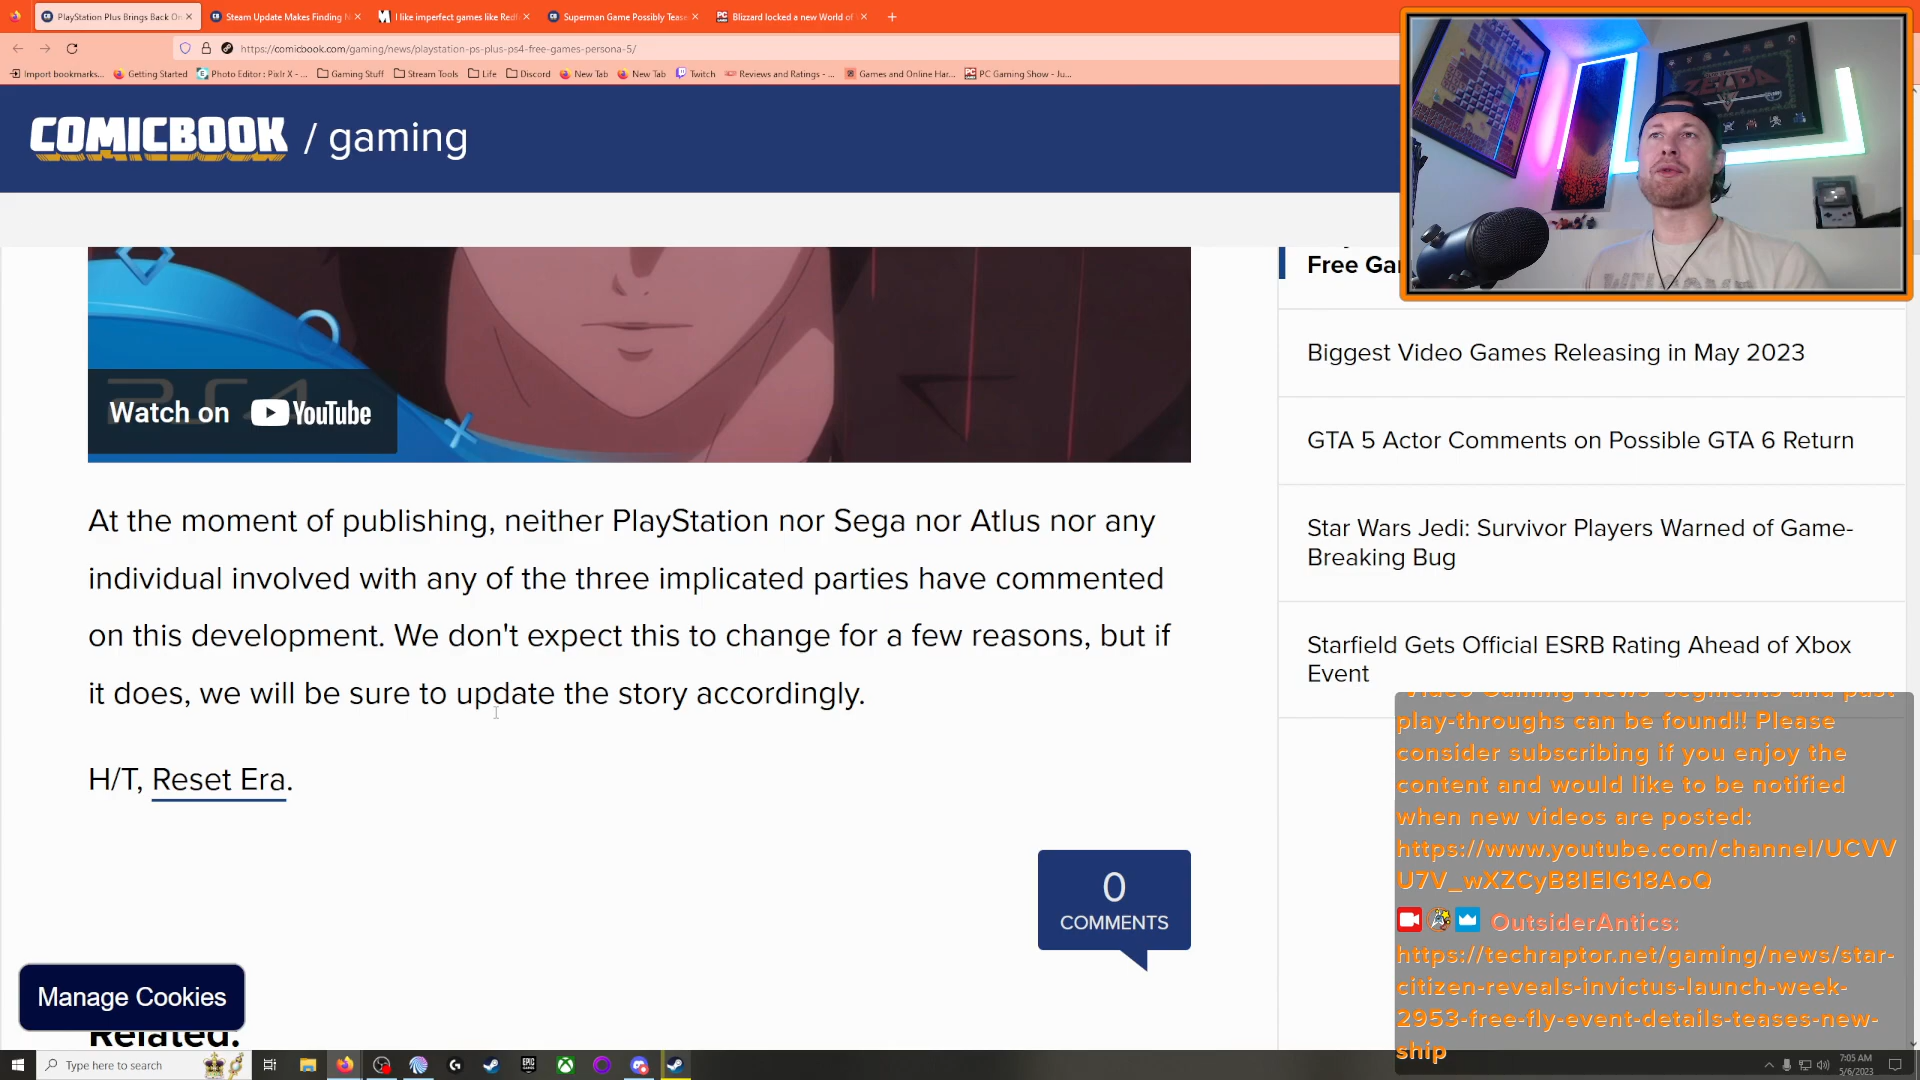 PlayStation Plus Brings Back On
Steam Update Makes Finding N
I like imperfect games like Redf
Superman Game Possibly Tease
Blizzard locked a new World of
https://comicbook.com/gaming/news/playstation-ps-plus-ps4-free-games-persona-5/
Import bookmarks...
Getting Started
Photo Editor : Pixlr X - ...
Gaming Stuff
Stream Tools
Life
Discord
New Tab
New Tab
Twitch
Reviews and Ratings - ...
Games and Online Har...
PC Gaming Show - Ju...
COMICBOOK / gaming
ZELDA
Free Ga
Biggest Video Games Releasing in May 2023
GTA 5 Actor Comments on Possible GTA 6 Return
Star Wars Jedi: Survivor Players Warned of Game-
Breaking Bug
Starfield Gets Official ESRB Rating Ahead of Xbox
Event
PS4
Watch on YouTube
At the moment of publishing, neither PlayStation nor Sega nor Atlus nor any
individual involved with any of the three implicated parties have commented
on this development. We don't expect this to change for a few reasons, but if
it does, we will be sure to update the story accordingly.
H/T, Reset Era.
0
COMMENTS
Manage Cookies
Related:
"Video Gaming News" segments and past
play-throughs can be found!! Please
consider subscribing if you enjoy the
content and would like to be notified
when new videos are posted:
https://www.youtube.com/channel/UCVV
U7V_wXZCyB8IEIG18AoQ
OutsiderAntics:
https://techraptor.net/gaming/news/star-
citizen-reveals-invictus-launch-week-
2953-free-fly-event-details-teases-new-
ship
Type here to search
7:05 AM
5/6/2023